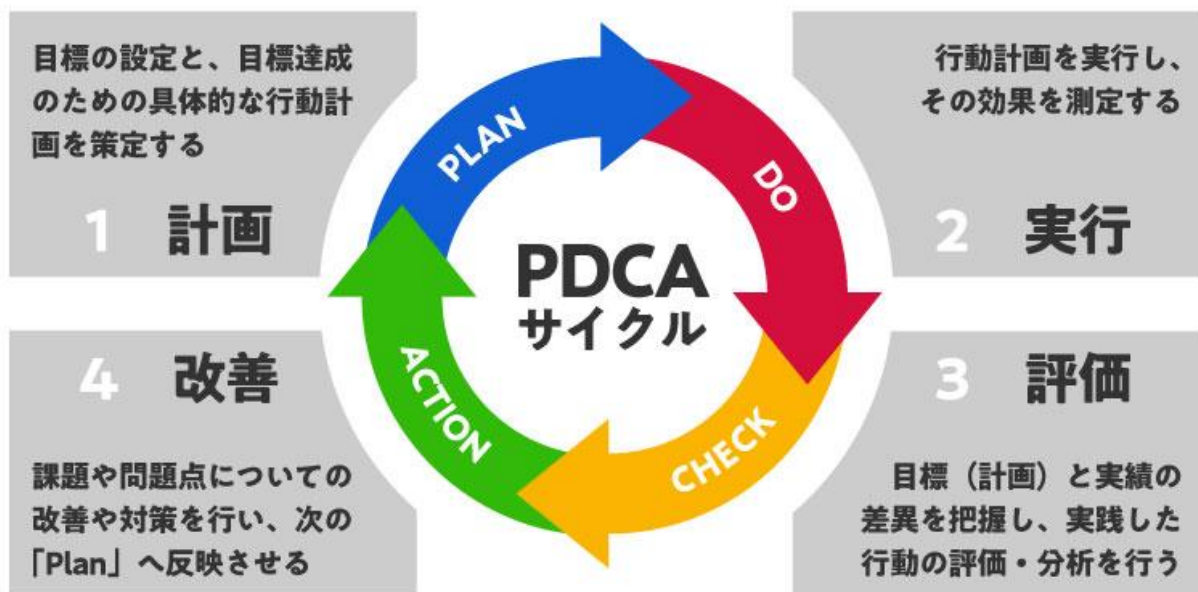 目標の設定と、目標達成
のための具体的な行動計
画を策定する
1 計画
PLAN
行動計画を実行し、
その効果を測定する
2 実行
DO
PDCA
サイクル
3 評価
目標（計画）と実績の
差異を把握し、実践した
行動の評価・分析を行う
CHECK
4 改善
課題や問題点についての
改善や対策を行い、次の
「Plan」へ反映させる
ACTION